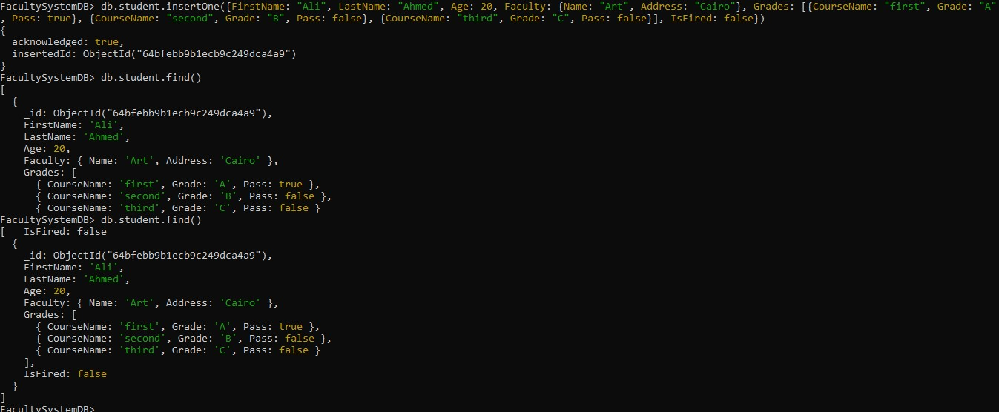 FacultySystemDB> db.student.insertOne({FirstName: "Ali", LastName: "Ahmed", Age: 20, Faculty: {Name: "Art", Address: "Cairo"}, Grades: [{CourseName: "first", Grade: "A"
, Pass: true}, {CourseName: "second", Grade: "B", Pass: false}, {CourseName: "third", Grade: "C", Pass: false}], IsFired: false})
{
  acknowledged: true,
  insertedId: ObjectId("64bfebb9b1ecb9c249dca4a9")
}
FacultySystemDB> db.student.find()
[
  {
    _id: ObjectId("64bfebb9b1ecb9c249dca4a9"),
    FirstName: 'Ali',
    LastName: 'Ahmed',
    Age: 20,
    Faculty: { Name: 'Art', Address: 'Cairo' },
    Grades: [
      { CourseName: 'first', Grade: 'A', Pass: true },
      { CourseName: 'second', Grade: 'B', Pass: false },
      { CourseName: 'third', Grade: 'C', Pass: false }
FacultySystemDB> db.student.find()
[   IsFired: false
  {
    _id: ObjectId("64bfebb9b1ecb9c249dca4a9"),
    FirstName: 'Ali',
    LastName: 'Ahmed',
    Age: 20,
    Faculty: { Name: 'Art', Address: 'Cairo' },
    Grades: [
      { CourseName: 'first', Grade: 'A', Pass: true },
      { CourseName: 'second', Grade: 'B', Pass: false },
      { CourseName: 'third', Grade: 'C', Pass: false }
    ],
    IsFired: false
  }
]
FacultySystemDB>